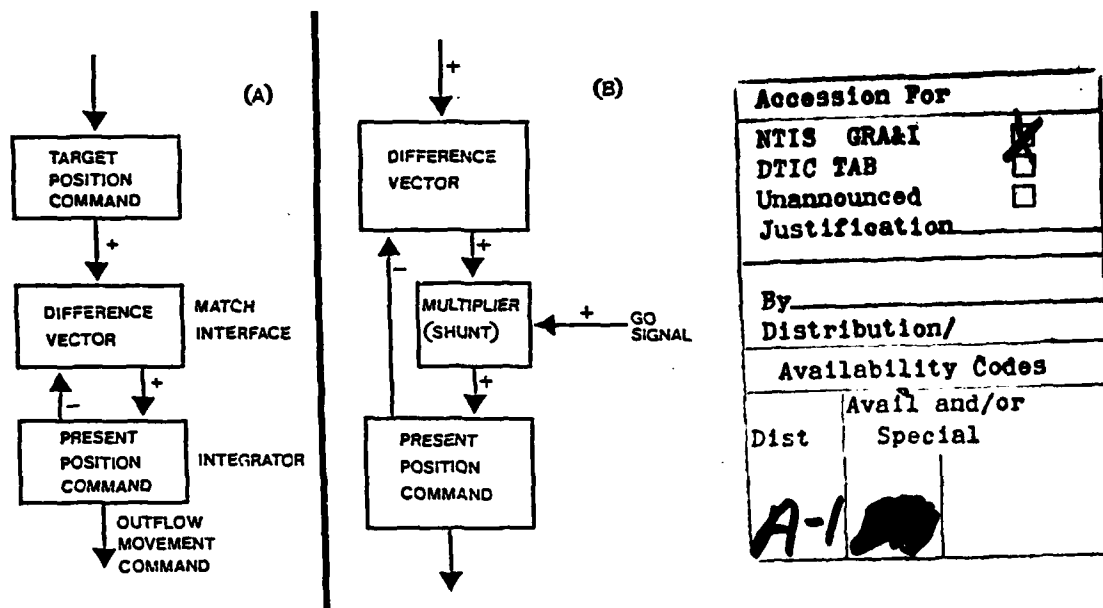 (A)
TARGET
POSITION
COMMAND
+
DIFFERENCE
VECTOR
MATCH
INTERFACE
−
+
PRESENT
POSITION
COMMAND
INTEGRATOR
OUTFLOW
MOVEMENT
COMMAND
(B)
+
DIFFERENCE
VECTOR
−
+
MULTIPLIER
(SHUNT)
+
GO
SIGNAL
+
PRESENT
POSITION
COMMAND
Accession For
NTIS GRA&I
DTIC TAB
Unannounced
Justification
By
Distribution/
Availability Codes
Avail and/or
Dist Special
A-1